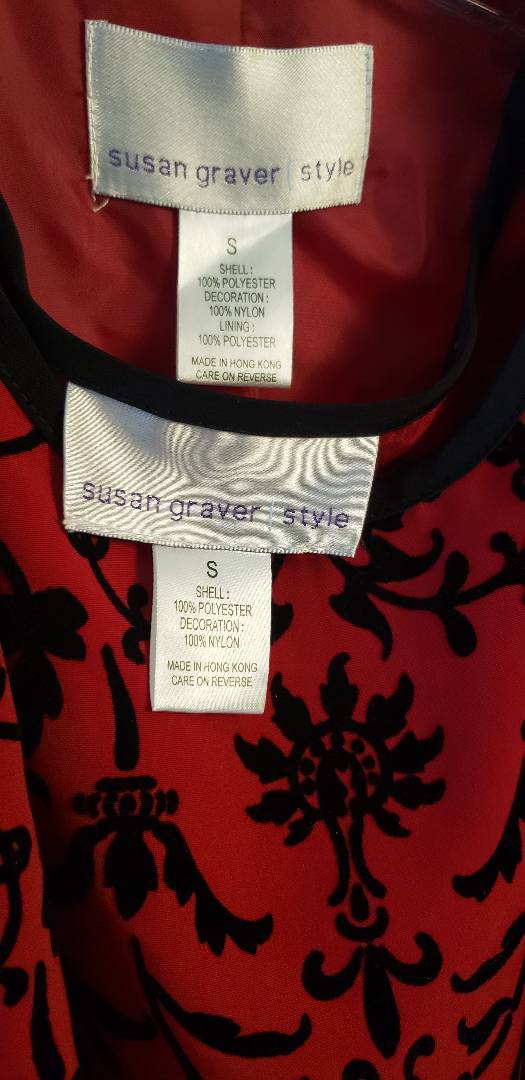 susan graver | style
S
SHELL :
100% POLYESTER
DECORATION :
100% NYLON
LINING :
100% POLYESTER
MADE IN HONG KONG
CARE ON REVERSE
susan graver | style
S
SHELL :
100% POLYESTER
DECORATION :
100% NYLON
MADE IN HONG KONG
CARE ON REVERSE